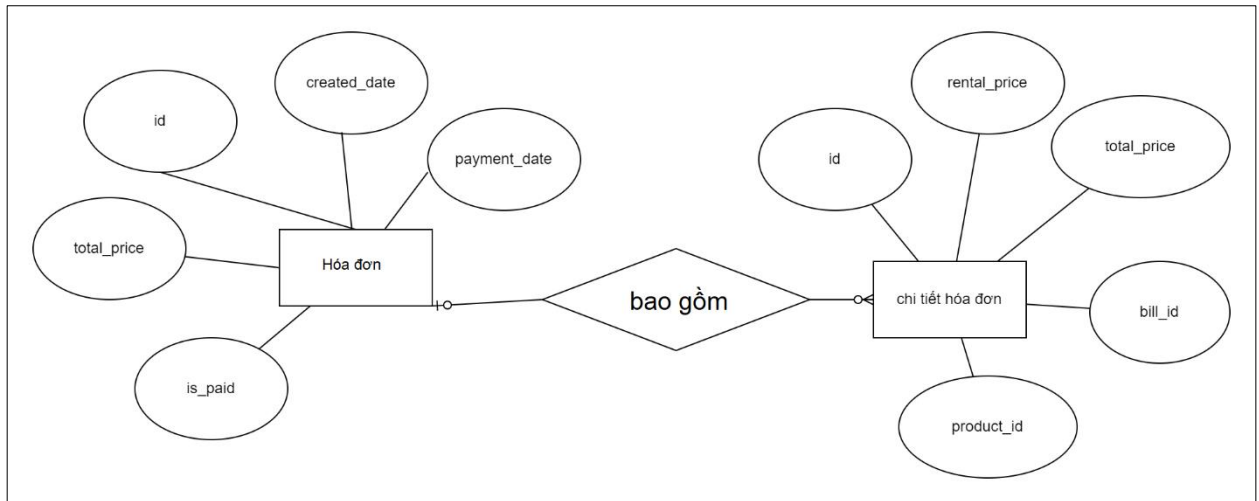 created_date
rental_price
id
total_price
id
payment_date
total_price
Hóa đơn
bao gồm
chi tiết hóa đơn
bill_id
is_paid
product_id